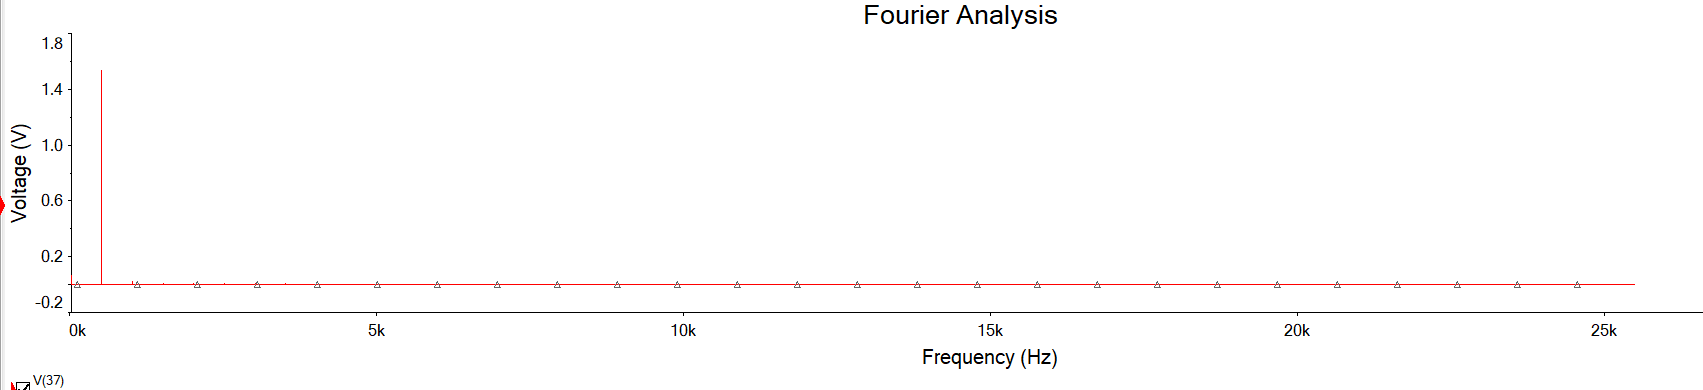 Fourier Analysis
Voltage (V)
1.8
1.4
1.0
0.6
0.2
-0.2
0k 5k 10k 15k 20k 25k
Frequency (Hz)
V(37)